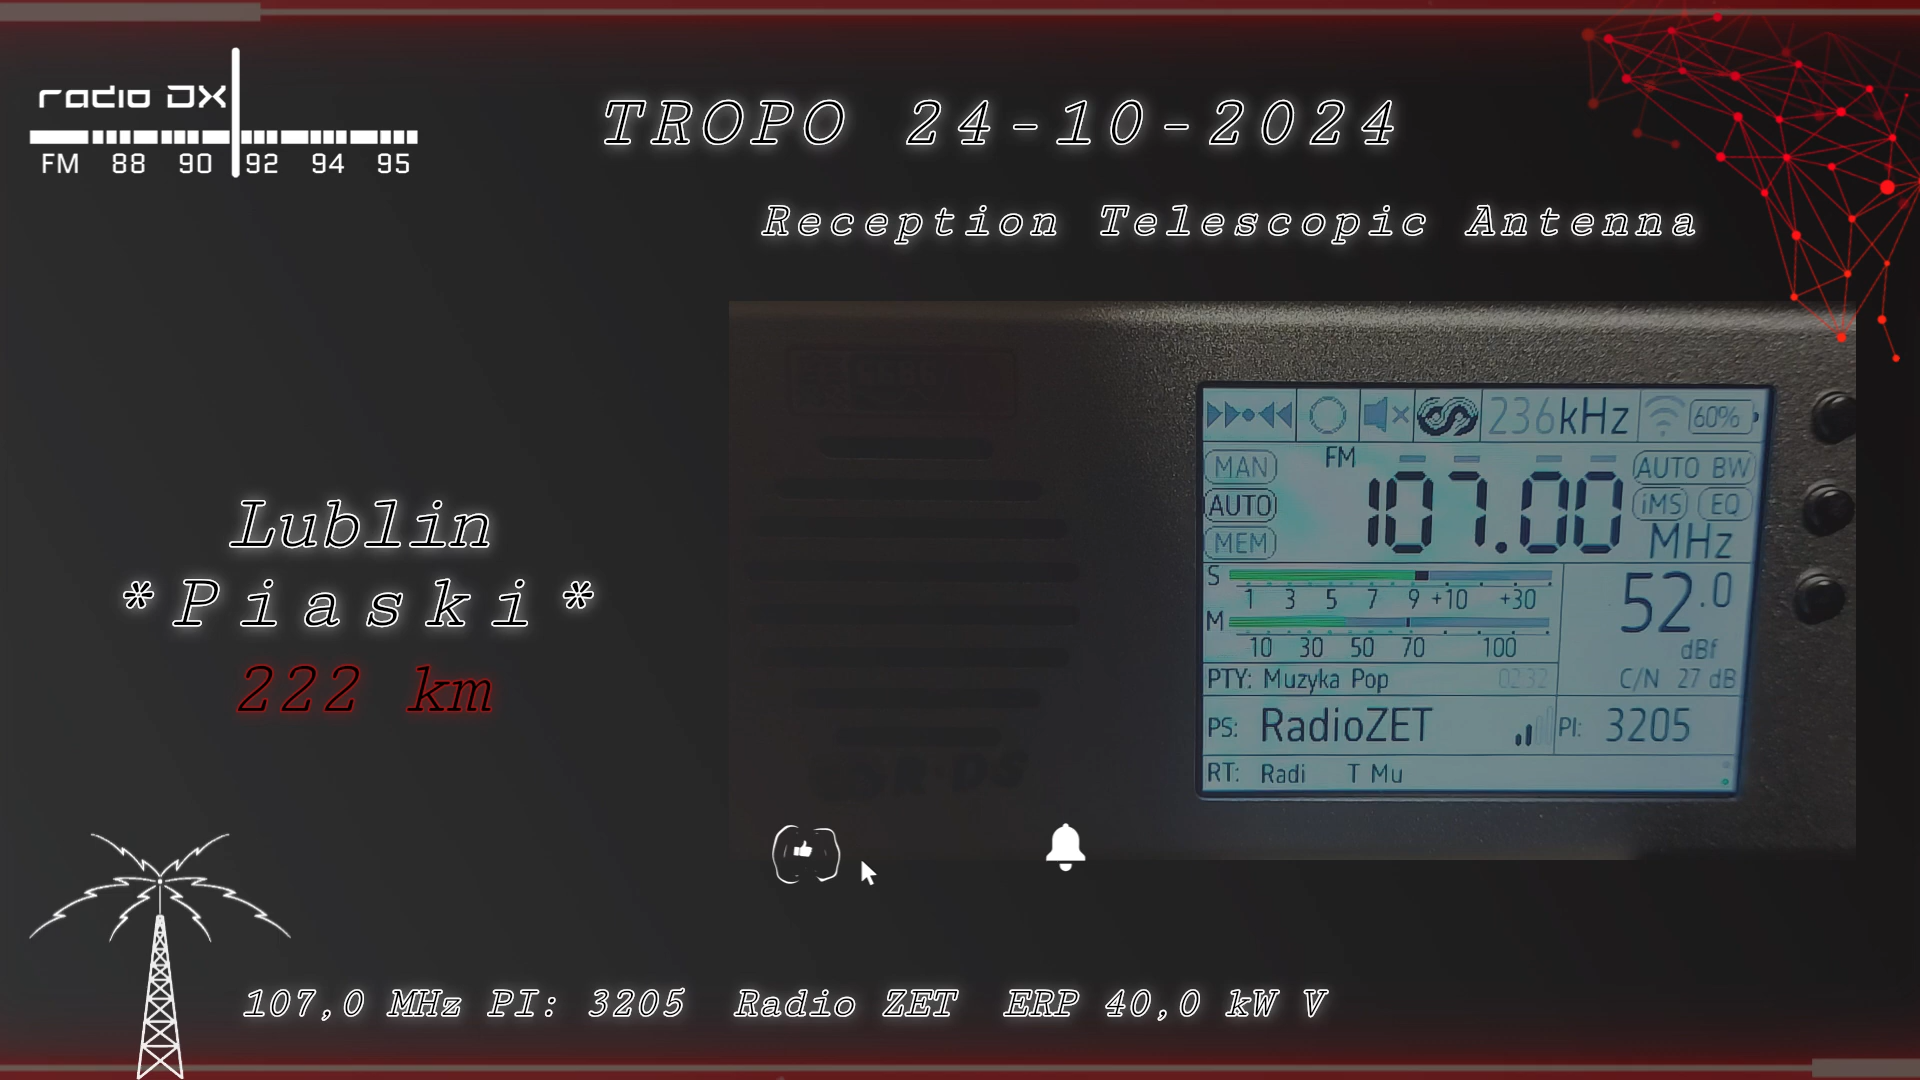 radio DX
FM 88 90 92 94 95
TROPO 24-10-2024
Reception Telescopic Antenna
Lublin
*Piaski*
222 km
236kHz
60%
MAN
FM
AUTO BW
AUTO
107.00
iMS
EQ
MEM
MHz
S
1 3 5 7 9 +10 +30
52.0
M
dBf
10 30 50 70 100
PTY: Muzyka Pop
02:32
C/N 27 dB
PS: RadioZET
PI: 3205
RT: Radi T Mu
107,0 MHz PI: 3205 Radio ZET ERP 40,0 kW V